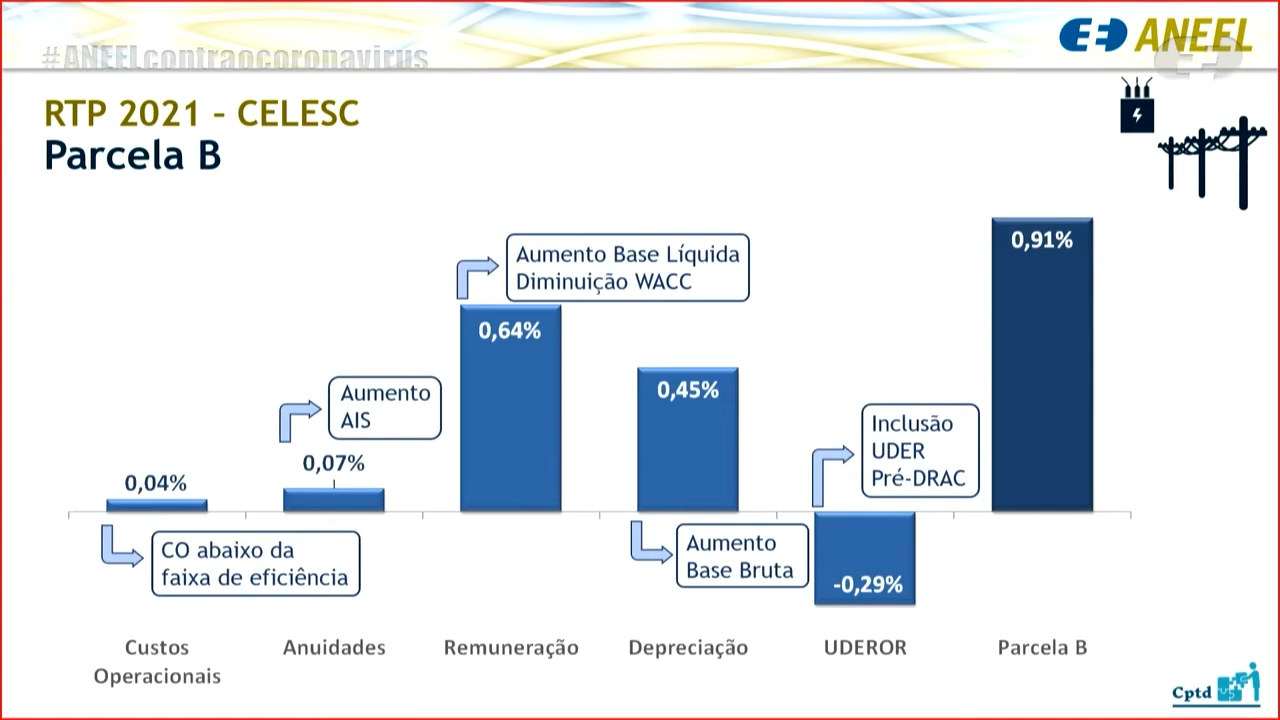 #ANEELcontraocoronavirus
ANEEL
RTP 2021 - CELESC
Parcela B
0,91%
Aumento Base Líquida
Diminuição WACC
0,64%
Aumento
AIS
0,45%
Inclusão
UDER
Pré-DRAC
0,07%
0,04%
CO abaixo da
faixa de eficiência
Aumento
Base Bruta
-0,29%
Custos
Operacionais
Anuidades
Remuneração
Depreciação
UDEROR
Parcela B
Cptd